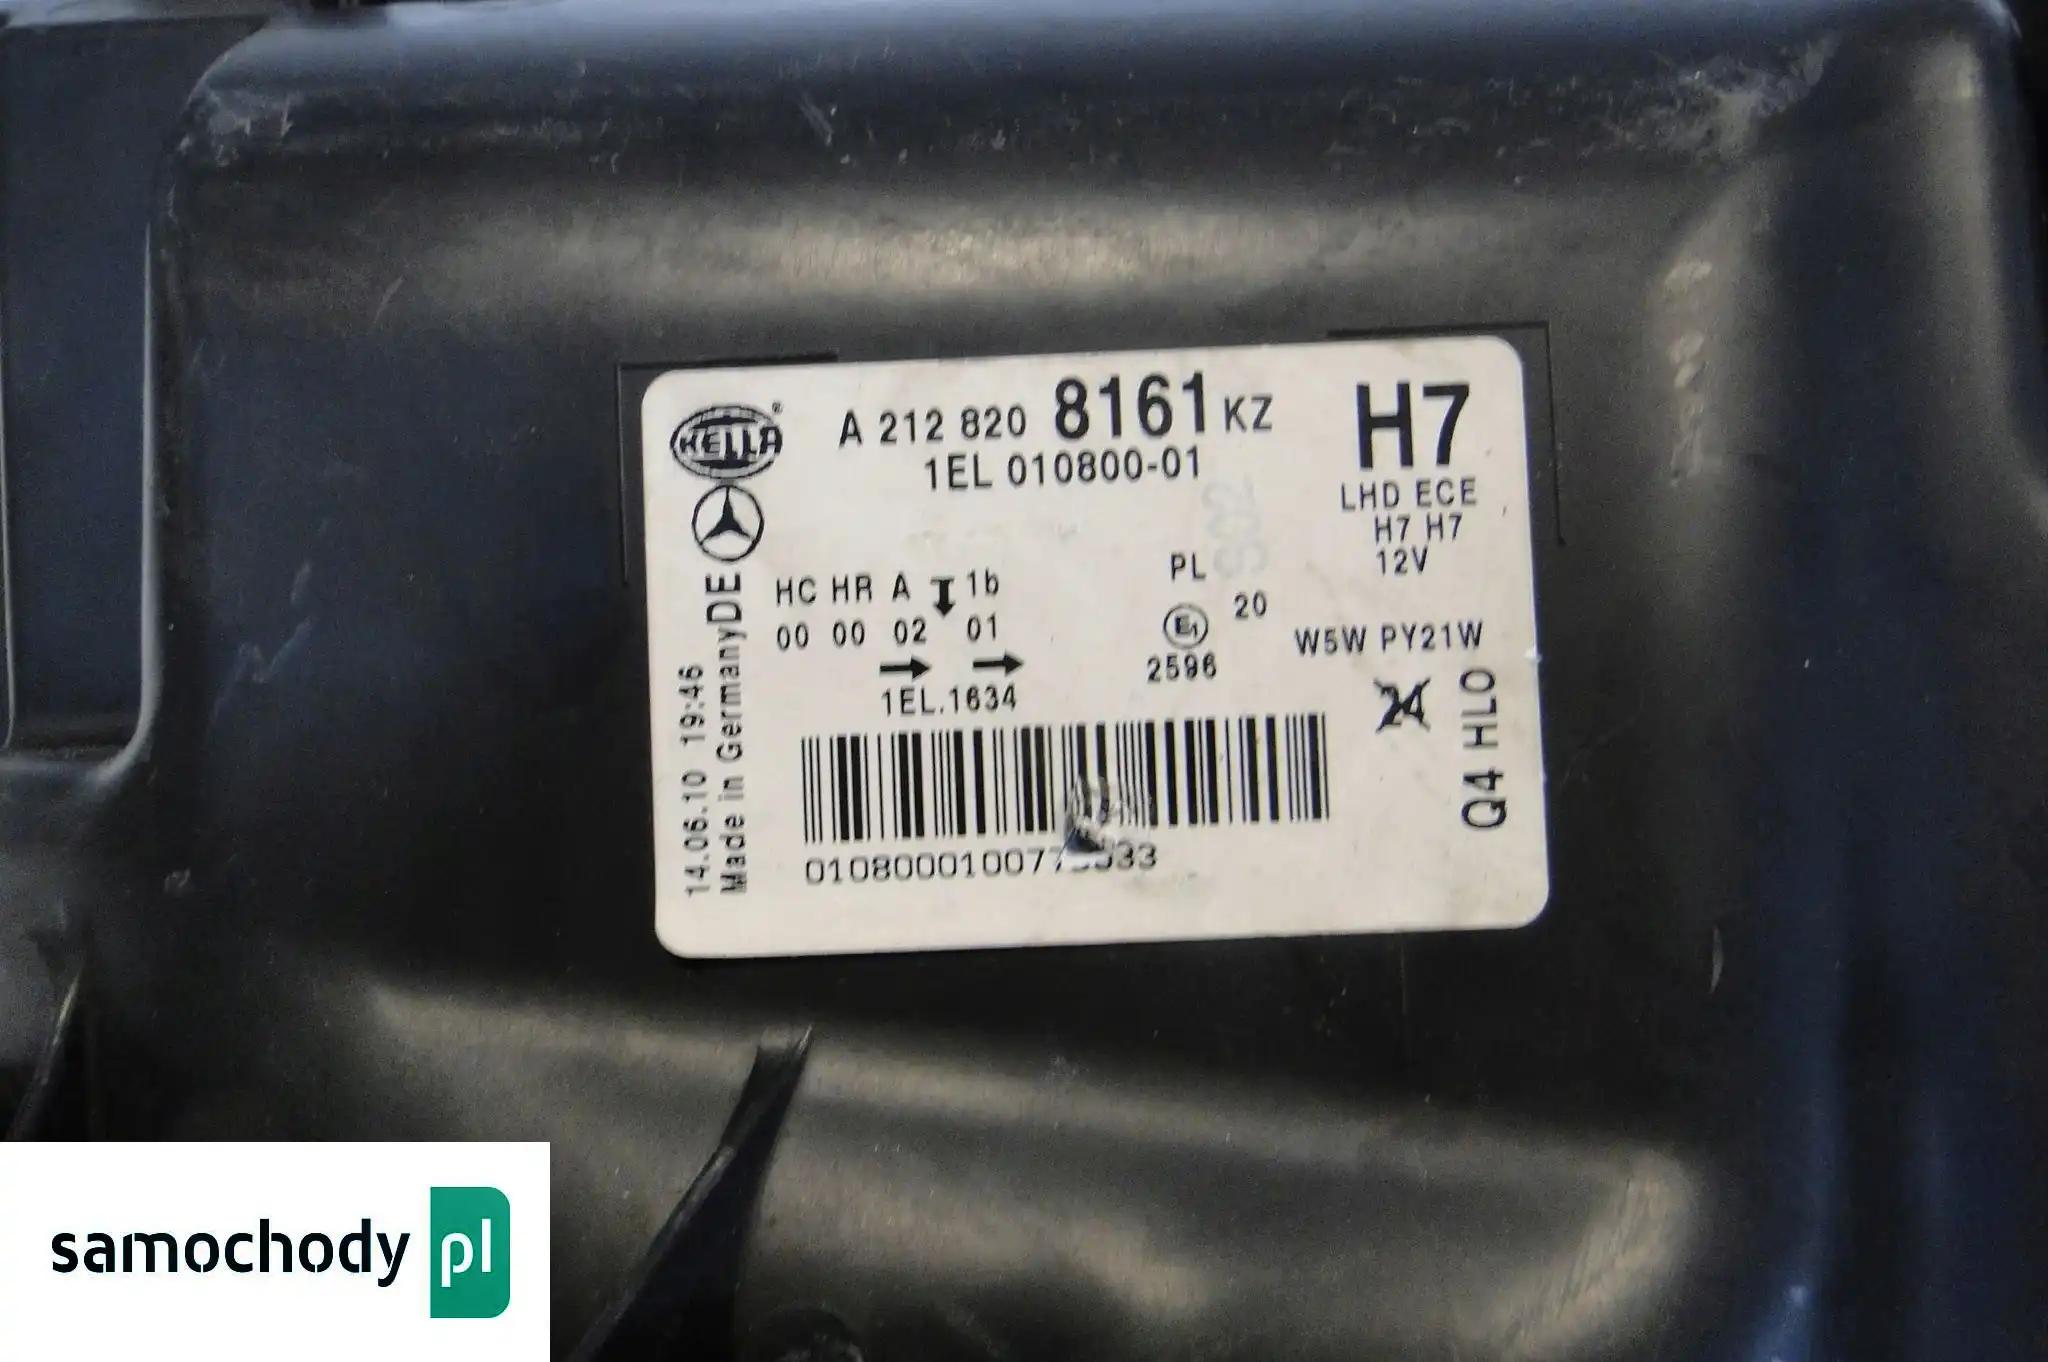 HELLA®
A 212 820 8161 KZ
1EL 010800-01
H7
LHD ECE
H7 H7
12V
HC HR A 1b
00 00 02 01
1EL.1634
PL
20
E1
2596
W5W PY21W
24
Q4 HLO
14.06.10 19:46
Made in Germany DE
samochody pl